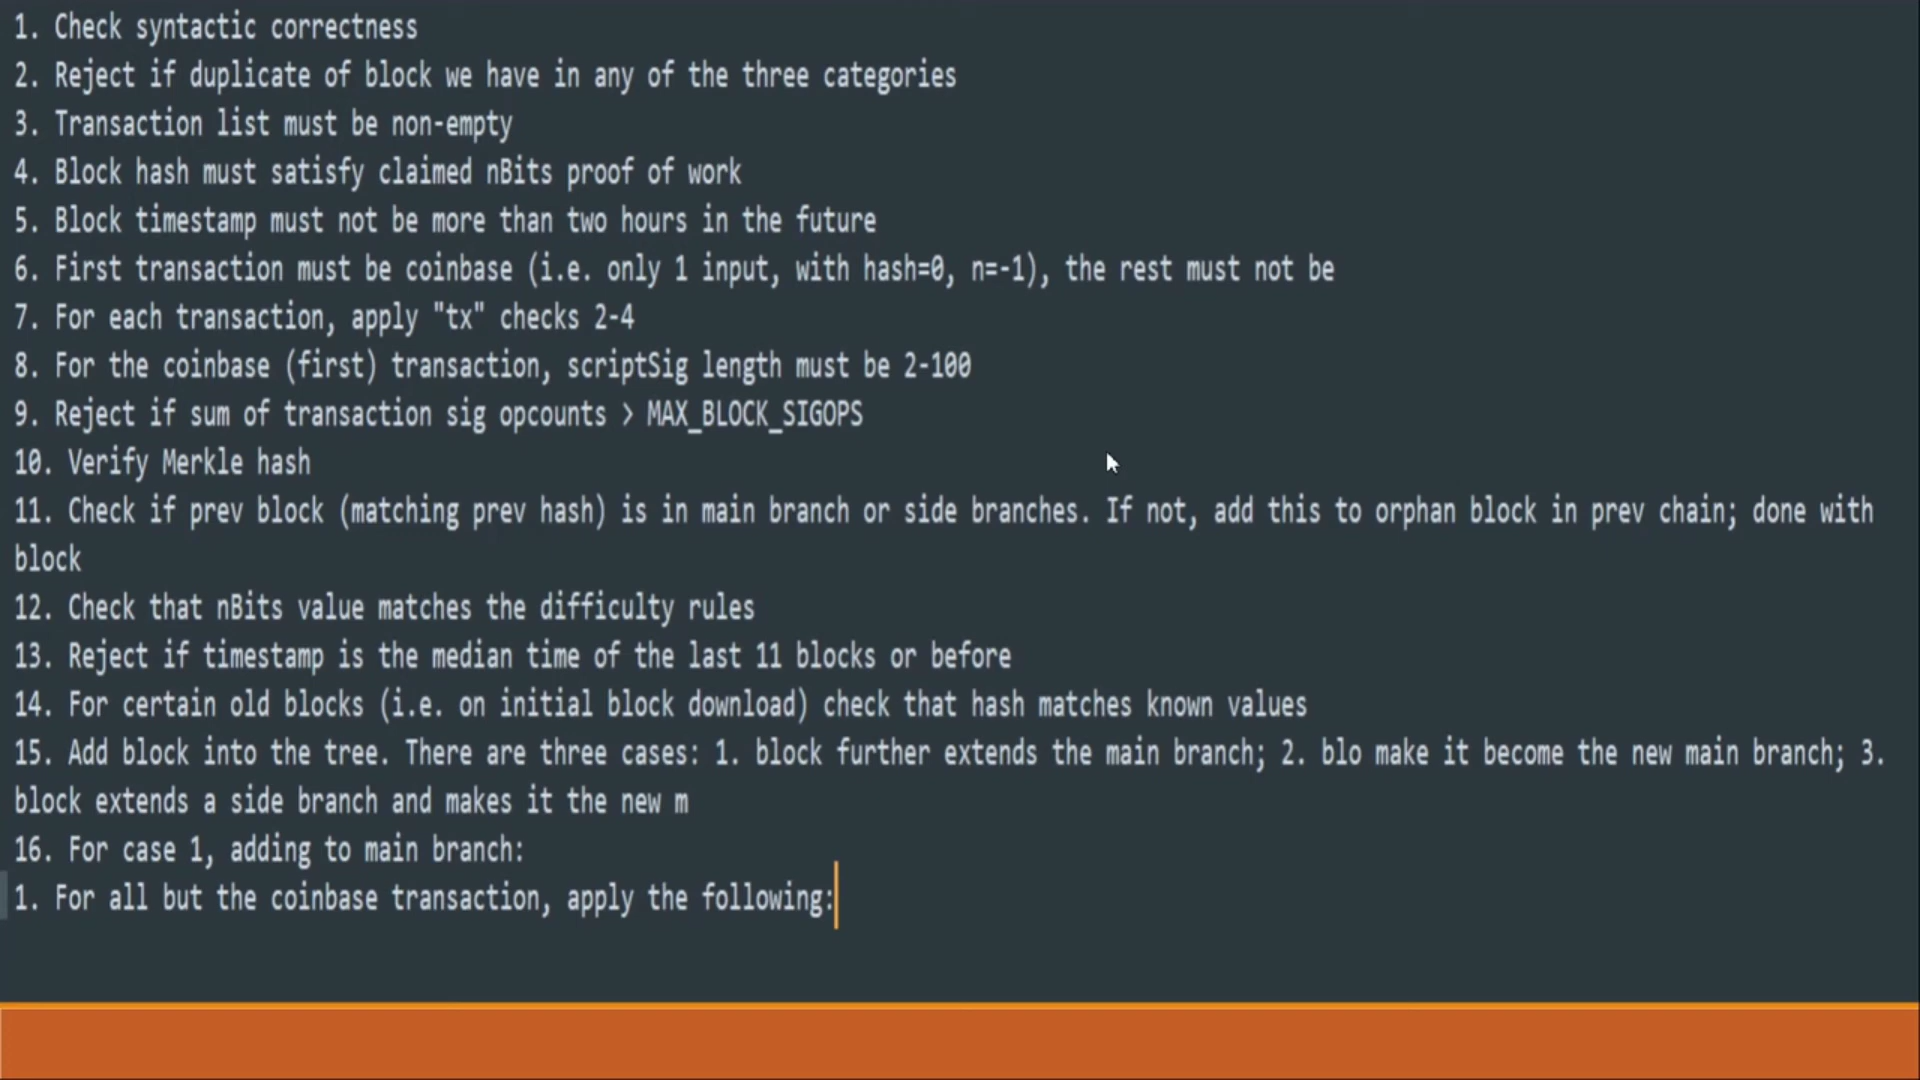 1. Check syntactic correctness
2. Reject if duplicate of block we have in any of the three categories
3. Transaction list must be non-empty
4. Block hash must satisfy claimed nBits proof of work
5. Block timestamp must not be more than two hours in the future
6. First transaction must be coinbase (i.e. only 1 input, with hash=0, n=-1), the rest must not be
7. For each transaction, apply "tx" checks 2-4
8. For the coinbase (first) transaction, scriptSig length must be 2-100
9. Reject if sum of transaction sig opcounts > MAX_BLOCK_SIGOPS
10. Verify Merkle hash
11. Check if prev block (matching prev hash) is in main branch or side branches. If not, add this to orphan block in prev chain; done with
block
12. Check that nBits value matches the difficulty rules
13. Reject if timestamp is the median time of the last 11 blocks or before
14. For certain old blocks (i.e. on initial block download) check that hash matches known values
15. Add block into the tree. There are three cases: 1. block further extends the main branch; 2. blo make it become the new main branch; 3.
block extends a side branch and makes it the new m
16. For case 1, adding to main branch:
1. For all but the coinbase transaction, apply the following: